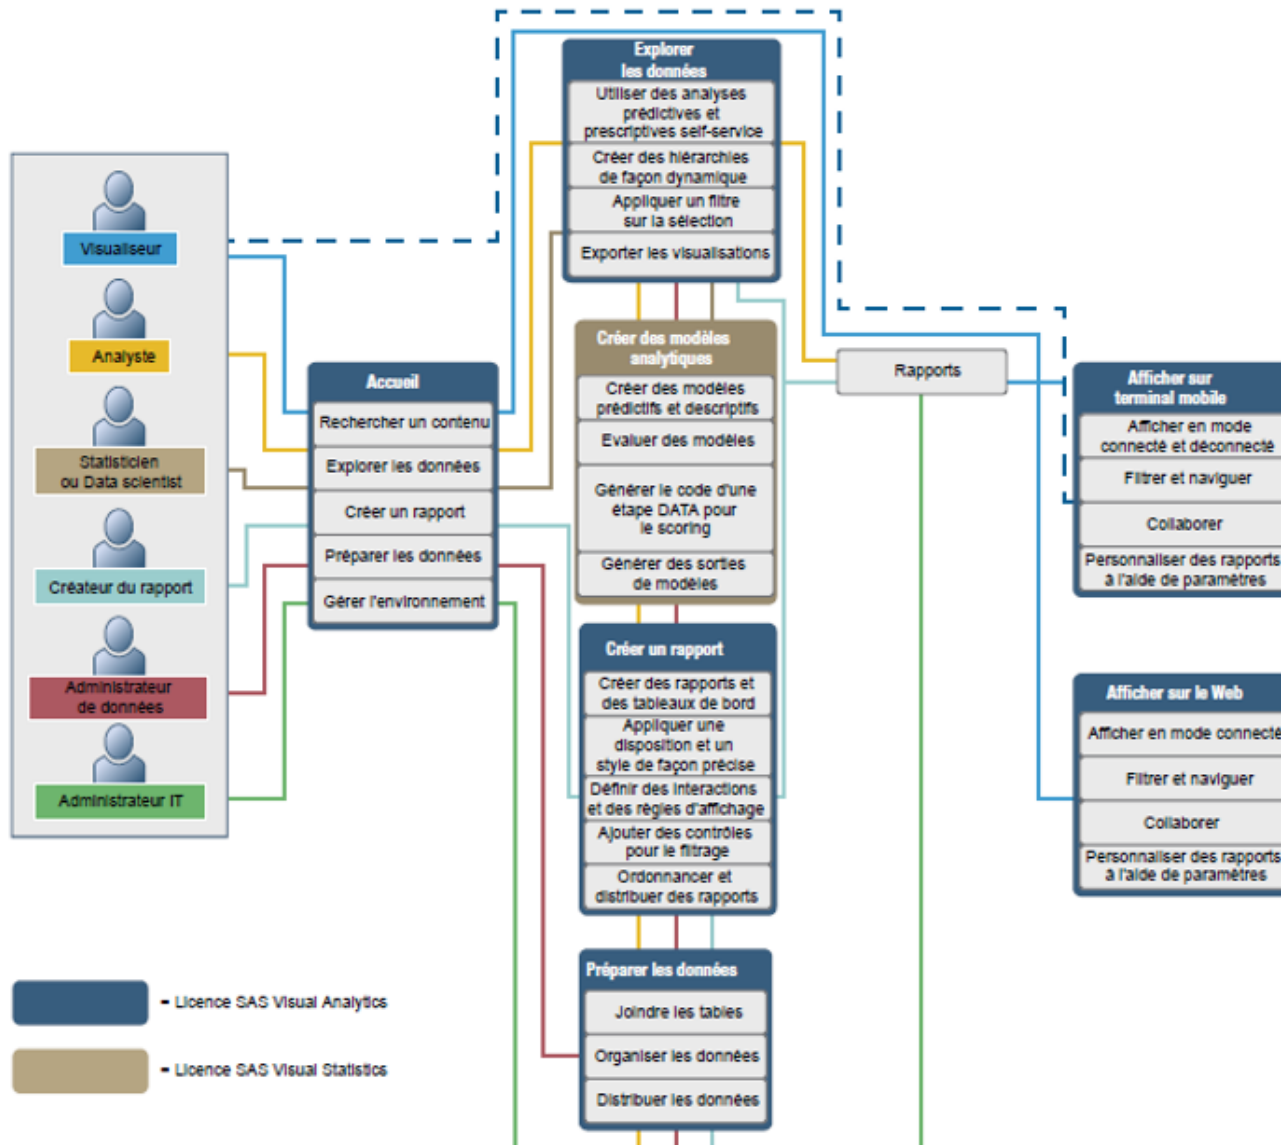 Visualiseur
Analyste
Statisticien
ou Data scientist
Créateur du rapport
Administrateur
de données
Administrateur IT
Accueil
Rechercher un contenu
Explorer les données
Créer un rapport
Préparer les données
Gérer l'environnement
Explorer
les données
Utiliser des analyses
prédictives et
prescriptives self-service
Créer des hiérarchies
de façon dynamique
Appliquer un filtre
sur la sélection
Exporter les visualisations
Créer des modèles
analytiques
Créer des modèles
prédictifs et descriptifs
Evaluer des modèles
Générer le code d'une
étape DATA pour
le scoring
Générer des sorties
de modèles
Créer un rapport
Créer des rapports et
des tableaux de bord
Appliquer une
disposition et un
style de façon précise
Définir des interactions
et des règles d'affichage
Ajouter des contrôles
pour le filtrage
Ordonnancer et
distribuer des rapports
Préparer les données
Joindre les tables
Organiser les données
Distribuer les données
Rapports
Afficher sur
terminal mobile
Afficher en mode
connecté et déconnecté
Filtrer et naviguer
Collaborer
Personnaliser des rapports
à l'aide de paramètres
Afficher sur le Web
Afficher en mode connecté
Filtrer et naviguer
Collaborer
Personnaliser des rapports
à l'aide de paramètres
= Licence SAS Visual Analytics
= Licence SAS Visual Statistics